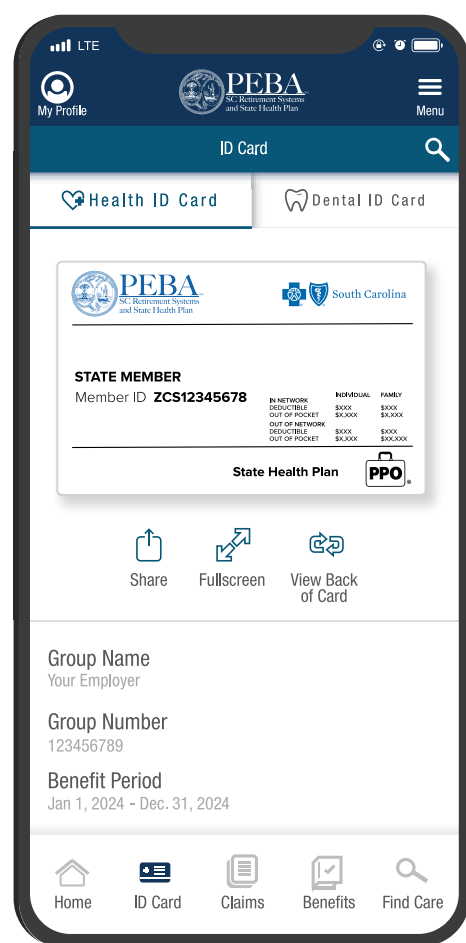 LTE
My Profile
PEBA
SC Retirement Systems
and State Health Plan
Menu
ID Card
Health ID Card
Dental ID Card
PEBA
SC Retirement Systems
and State Health Plan
South Carolina
STATE MEMBER
Member ID ZCS12345678
INDIVIDUAL FAMILY
IN NETWORK
DEDUCTIBLE $XXX $XXX
OUT OF POCKET $X,XXX $X,XXX
OUT OF NETWORK
DEDUCTIBLE $XXX $XXX
OUT OF POCKET $X,XXX $XX,XXX
State Health Plan
PPO
Share
Fullscreen
View Back
of Card
Group Name
Your Employer
Group Number
123456789
Benefit Period
Jan 1, 2024 - Dec. 31, 2024
Home
ID Card
Claims
Benefits
Find Care